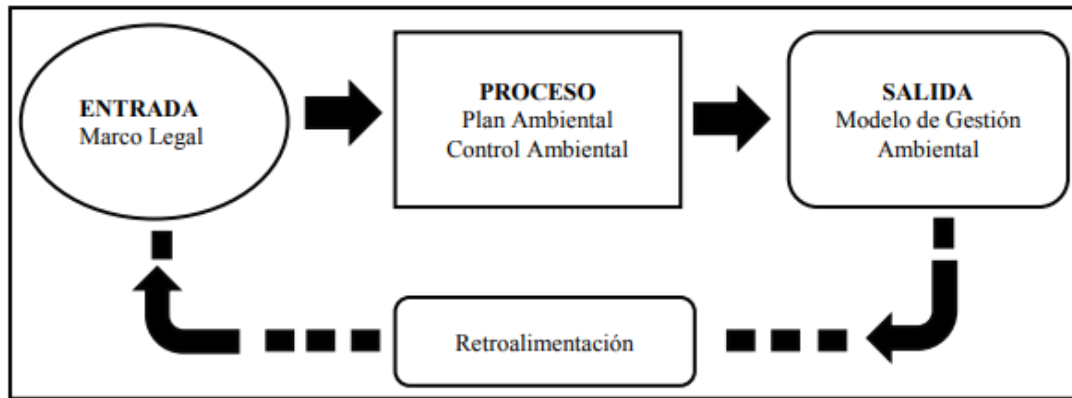 ENTRADA
Marco Legal
PROCESO
Plan Ambiental
Control Ambiental
SALIDA
Modelo de Gestión
Ambiental
Retroalimentación